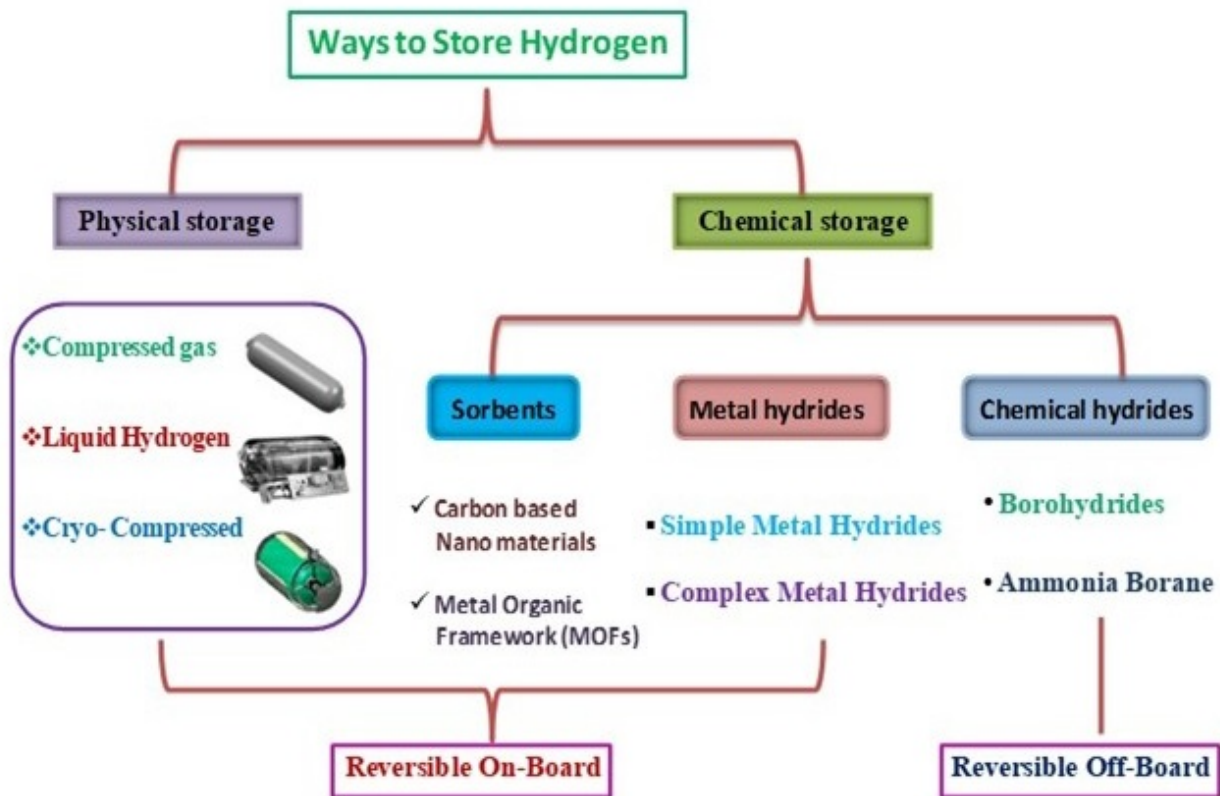 Ways to Store Hydrogen
Physical storage
Chemical storage
❖Compressed gas
❖Liquid Hydrogen
❖Cryo- Compressed
Sorbents
Metal hydrides
Chemical hydrides
✓ Carbon based
Nano materials
✓ Metal Organic
Framework (MOFs)
▪ Simple Metal Hydrides
▪ Complex Metal Hydrides
• Borohydrides
• Ammonia Borane
Reversible On-Board
Reversible Off-Board